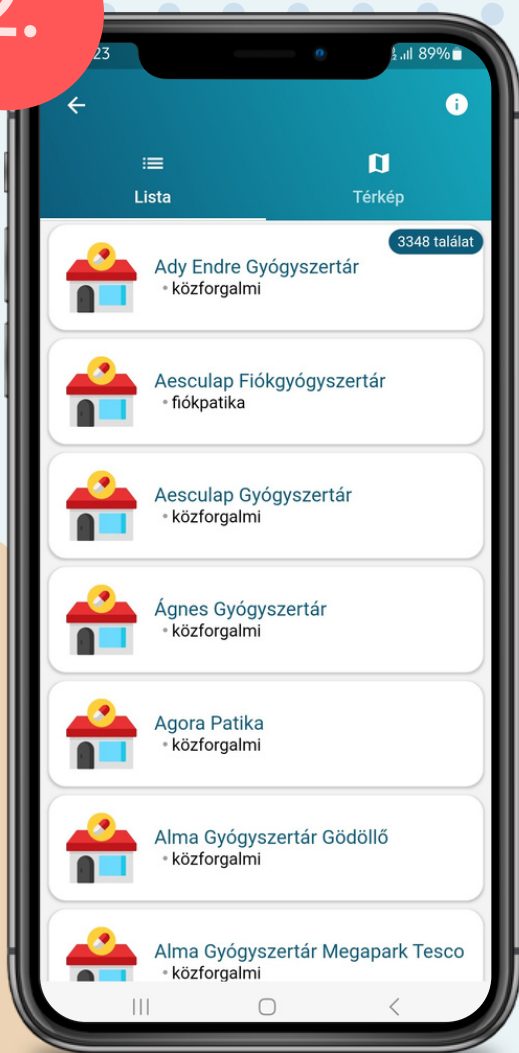 2.
23
89%
Lista
Térkép
3348 találat
Ady Endre Gyógyszertár
• közforgalmi
Aesculap Fiókgyógyszertár
• fiókpatika
Aesculap Gyógyszertár
• közforgalmi
Ágnes Gyógyszertár
• közforgalmi
Agora Patika
• közforgalmi
Alma Gyógyszertár Gödöllő
• közforgalmi
Alma Gyógyszertár Megapark Tesco
• közforgalmi